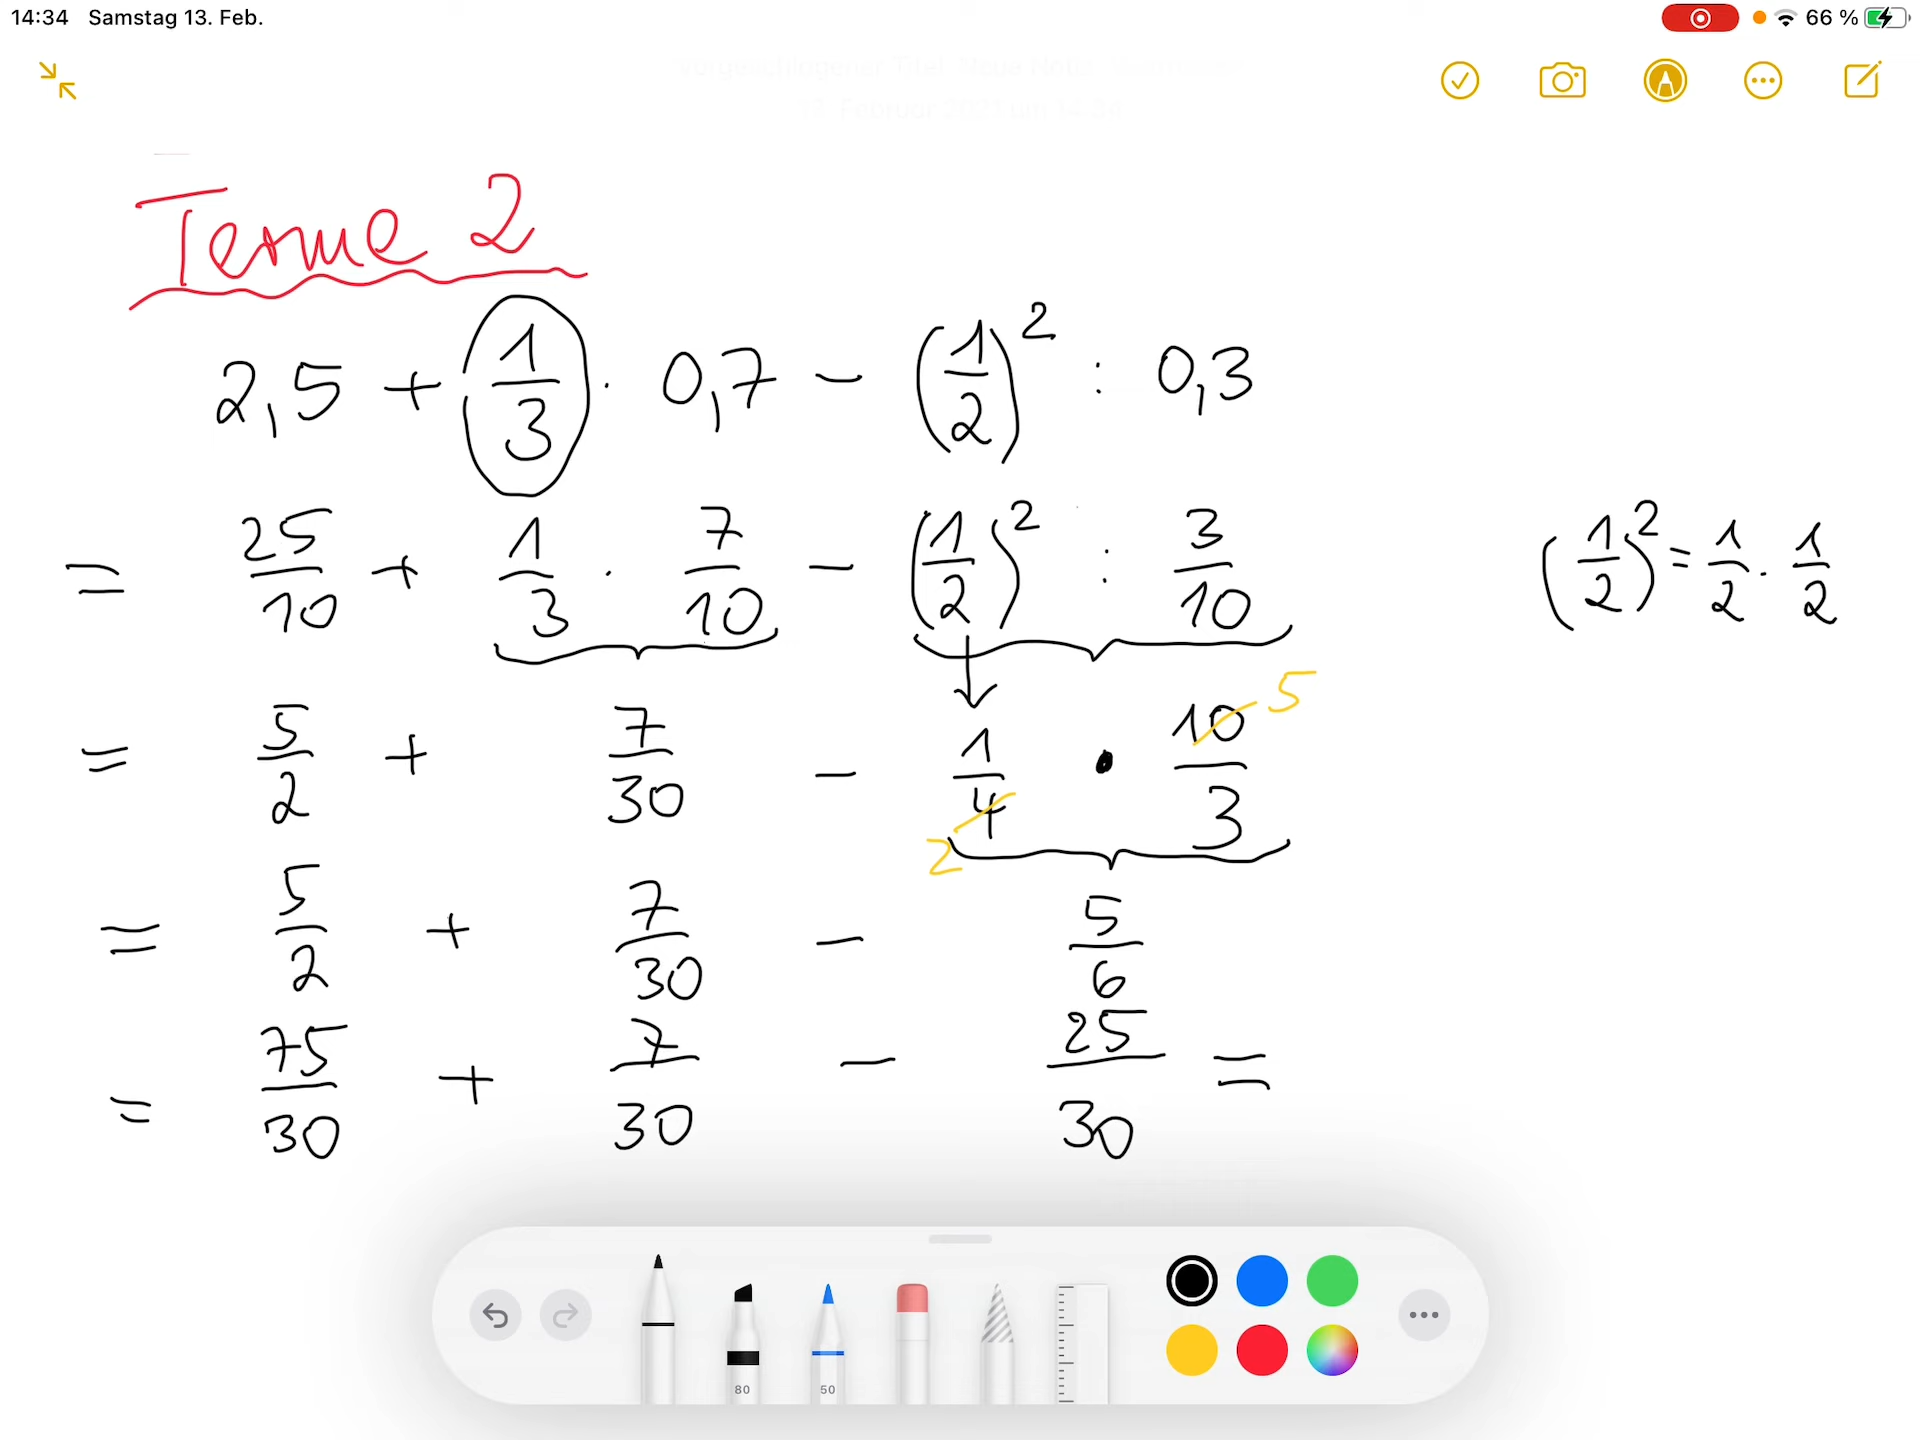 14:34 Samstag 13. Feb. 66 %
Terme 2
2,5 + 1/3 · 0,7 − (1/2)² : 0,3
= 25/10 + 1/3 · 7/10 − (1/2)² : 3/10
(1/2)² = 1/2 · 1/2
= 5/2 + 7/30 − 1/4 · 10/3
5
2
= 5/2 + 7/30 − 5/6
= 75/30 + 7/30 − 25/30 =
80 50